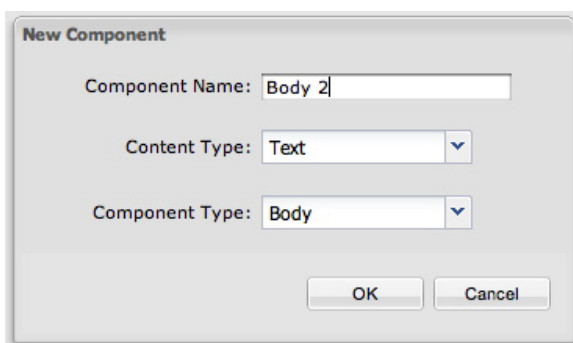 New Component
Component Name: Body 2
Content Type: Text
Component Type: Body
OK Cancel